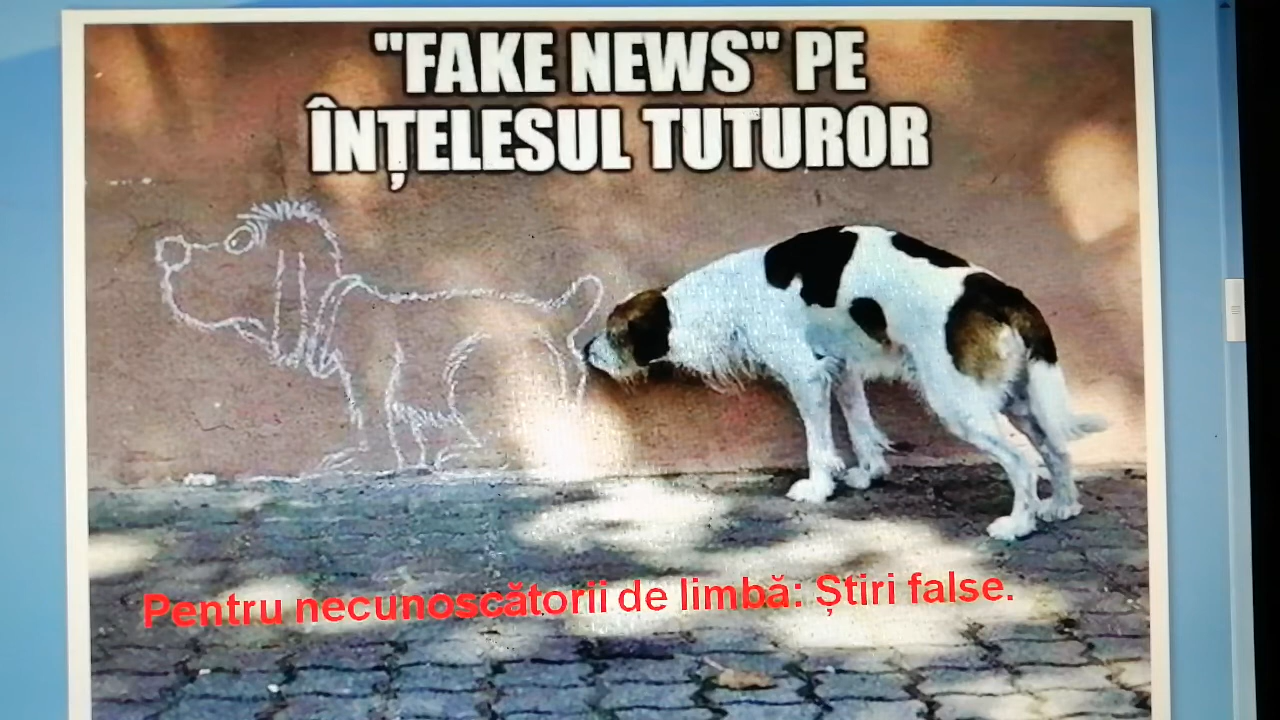 "FAKE NEWS" PE
ÎNȚELESUL TUTUROR
Pentru necunoscătorii de limbă: Știri false.